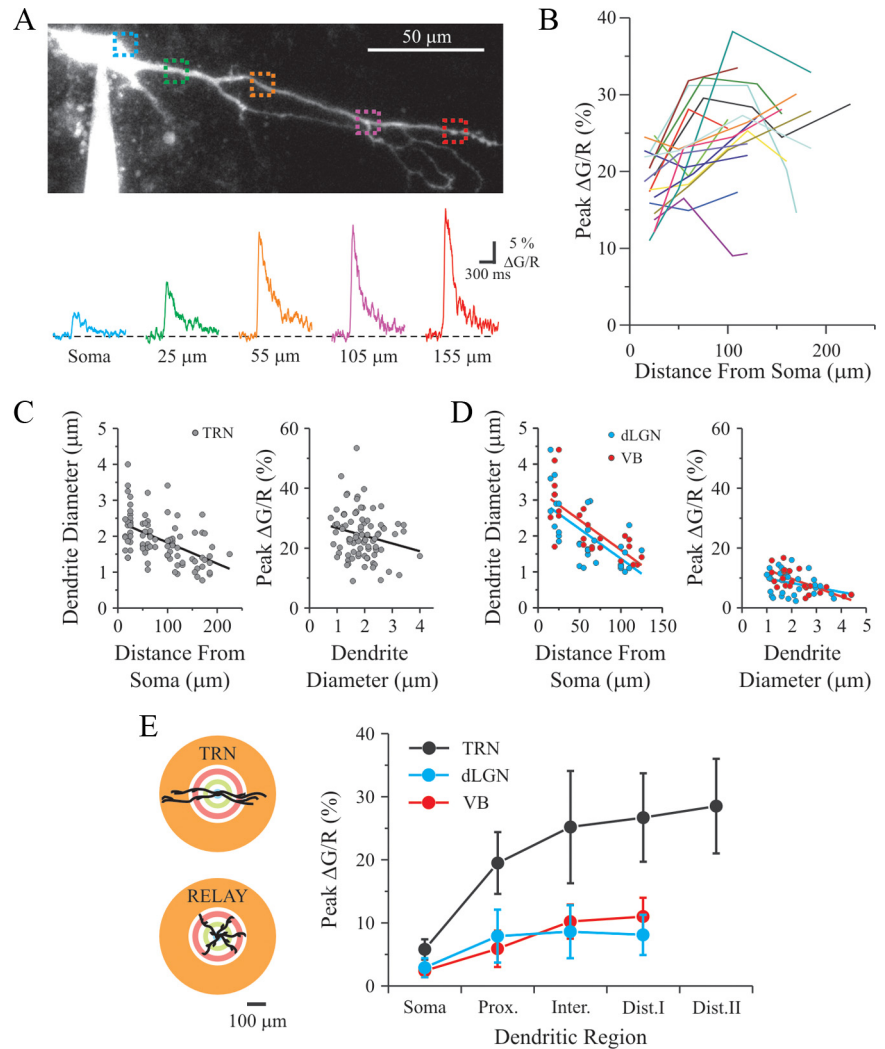 A
50 μm
5 %
ΔG/R
300 ms
Soma
25 μm
55 μm
105 μm
155 μm
B
Peak ΔG/R (%)
40
30
20
10
0
0
100
200
Distance From Soma (μm)
C
Dendrite Diameter (μm)
5
4
3
2
1
0
TRN
0
100
200
Distance From
Soma (μm)
Peak ΔG/R (%)
60
40
20
0
0
1
2
3
4
Dendrite
Diameter (μm)
D
Dendrite Diameter (μm)
5
4
3
2
1
0
dLGN
VB
0
50
100
150
Distance From
Soma (μm)
Peak ΔG/R (%)
60
40
20
0
0
1
2
3
4
5
Dendrite
Diameter (μm)
E
TRN
RELAY
100 μm
Peak ΔG/R (%)
40
30
20
10
0
TRN
dLGN
VB
Soma
Prox.
Inter.
Dist.I
Dist.II
Dendritic Region